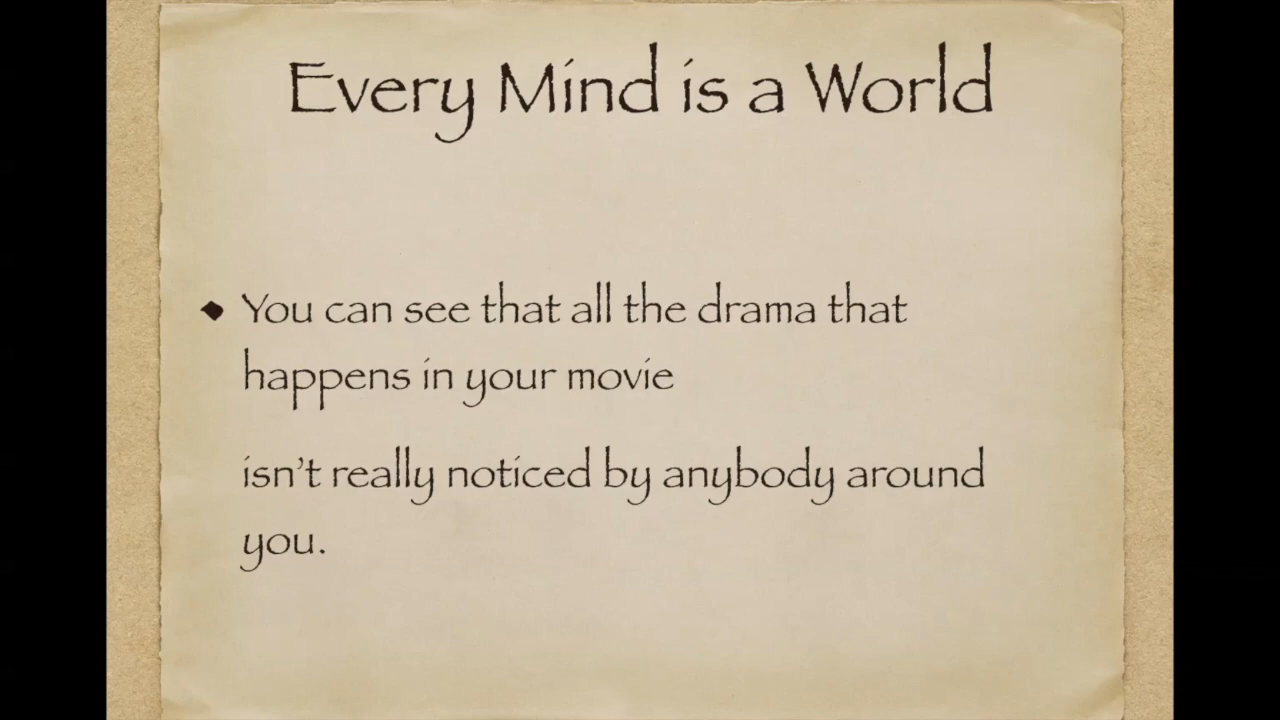 Every Mind is a World
You can see that all the drama that
happens in your movie
isn't really noticed by anybody around
you.